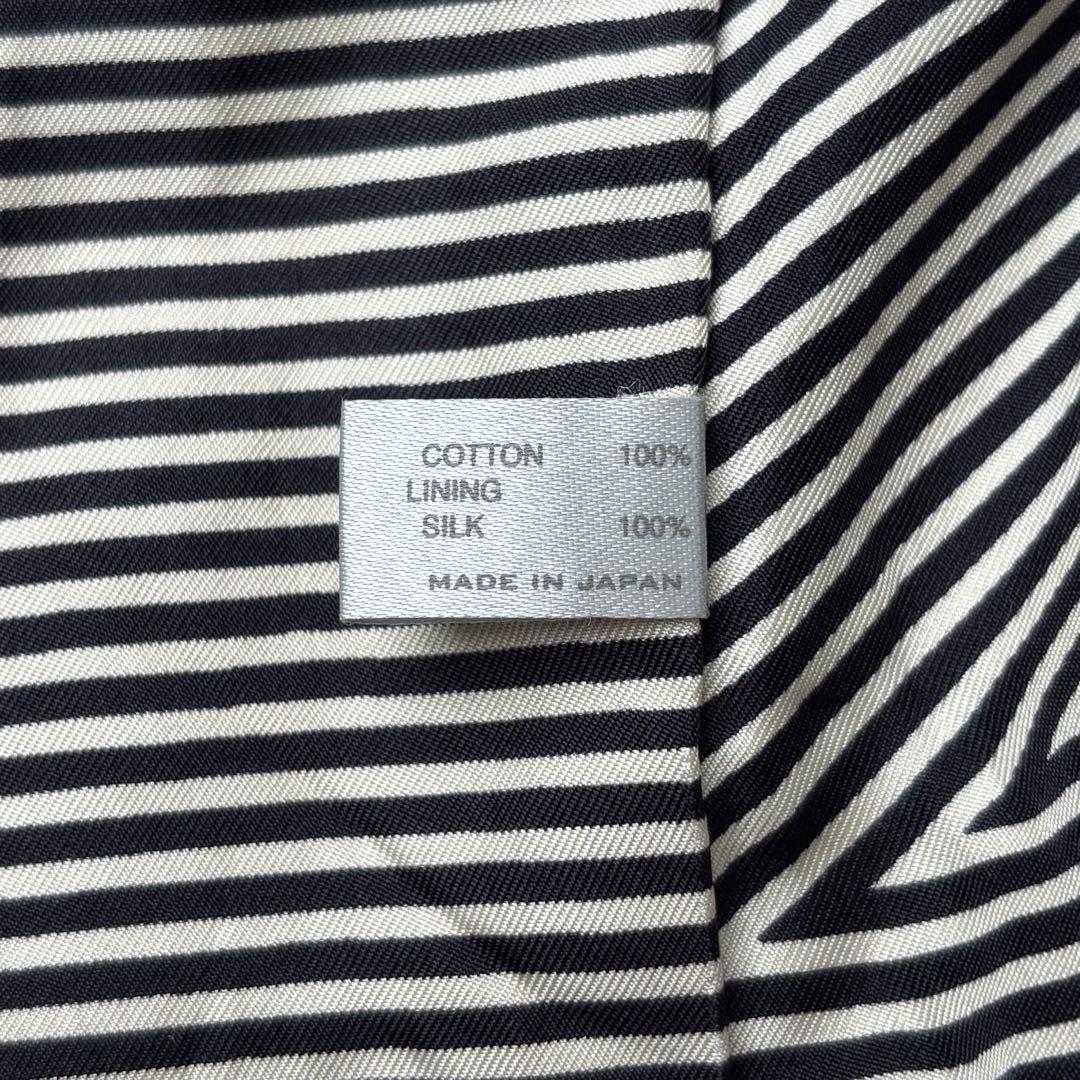 COTTON 100%
LINING
SILK 100%
MADE IN JAPAN